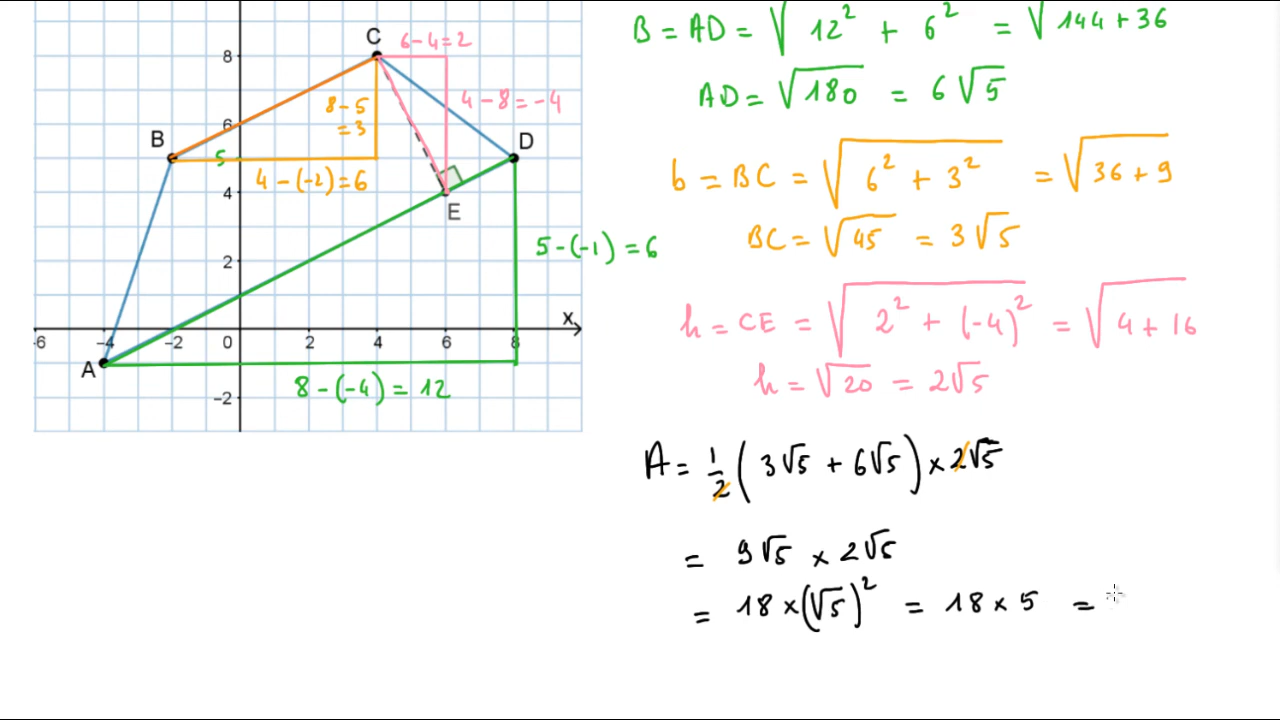 C
6-4=2
8
8-5
=3
4-8=-4
6
B
5
D
4-(-2)=6
4
E
5-(-1)=6
2
x
-6
-4
-2
0
2
4
6
8
A
8-(-4)=12
-2
B = AD = √12² + 6² = √144+36
AD = √180 = 6√5
b = BC = √6² + 3² = √36+9
BC = √45 = 3√5
h = CE = √2² + (-4)² = √4+16
h = √20 = 2√5
A = 1/2 (3√5 + 6√5) × 2√5
= 9√5 × 2√5
= 18 × (√5)² = 18 × 5 =